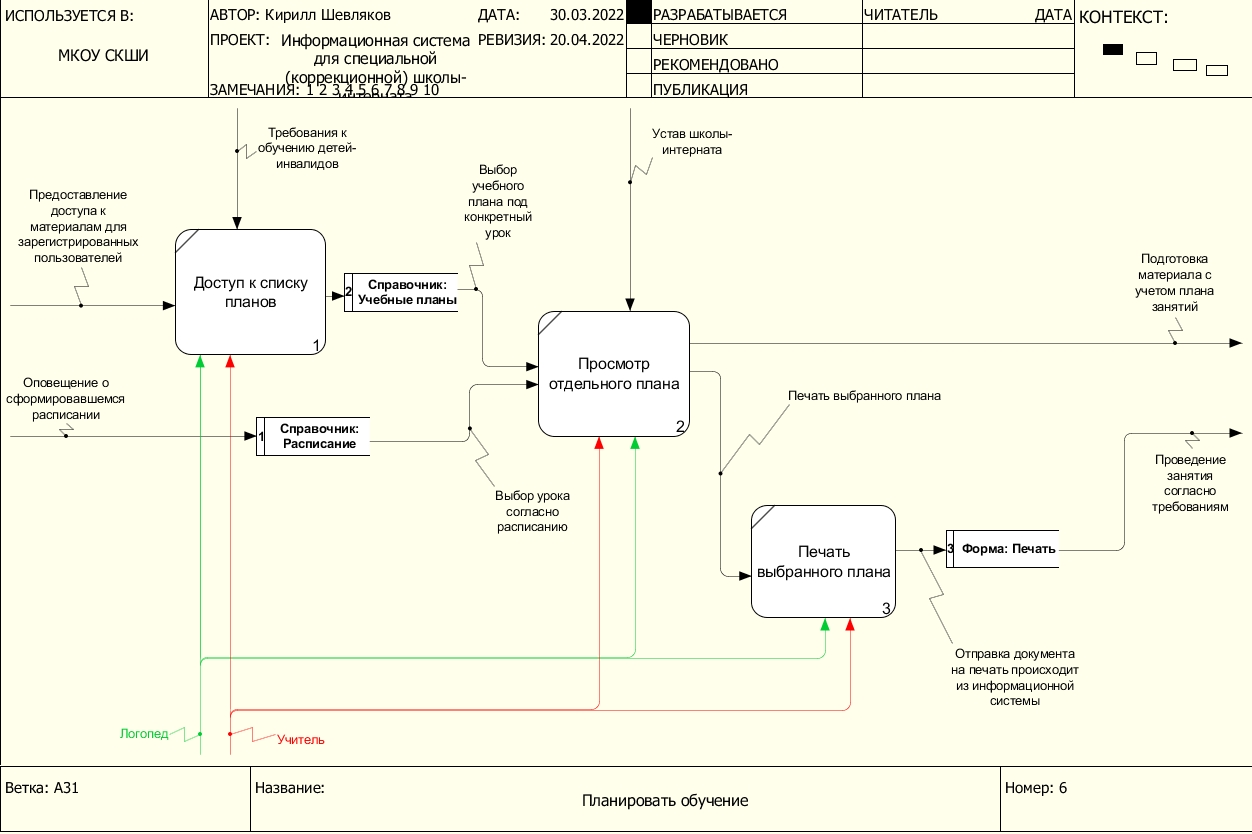 ИСПОЛЬЗУЕТСЯ В:
МКОУ СКШИ
АВТОР: Кирилл Шевляков
ДАТА: 30.03.2022
ПРОЕКТ: Информационная система
для специальной
(коррекционной) школы-
интерната
РЕВИЗИЯ: 20.04.2022
ЗАМЕЧАНИЯ: 1 2 3 4 5 6 7 8 9 10
РАЗРАБАТЫВАЕТСЯ
ЧЕРНОВИК
РЕКОМЕНДОВАНО
ПУБЛИКАЦИЯ
ЧИТАТЕЛЬ
ДАТА
КОНТЕКСТ:
Требования к
обучению детей-
инвалидов
Устав школы-
интерната
Выбор
учебного
плана под
конкретный
урок
Предоставление
доступа к
материалам для
зарегистрированных
пользователей
Доступ к списку
планов
1
2
Справочник:
Учебные планы
Подготовка
материала с
учетом плана
занятий
Просмотр
отдельного плана
2
Оповещение о
сформировавшемся
расписании
1
Справочник:
Расписание
Печать выбранного плана
Проведение
занятия
согласно
требованиям
Выбор урока
согласно
расписанию
Печать
выбранного плана
3
3
Форма: Печать
Отправка документа
на печать происходит
из информационной
системы
Логопед
Учитель
Ветка: A31
Название:
Планировать обучение
Номер: 6